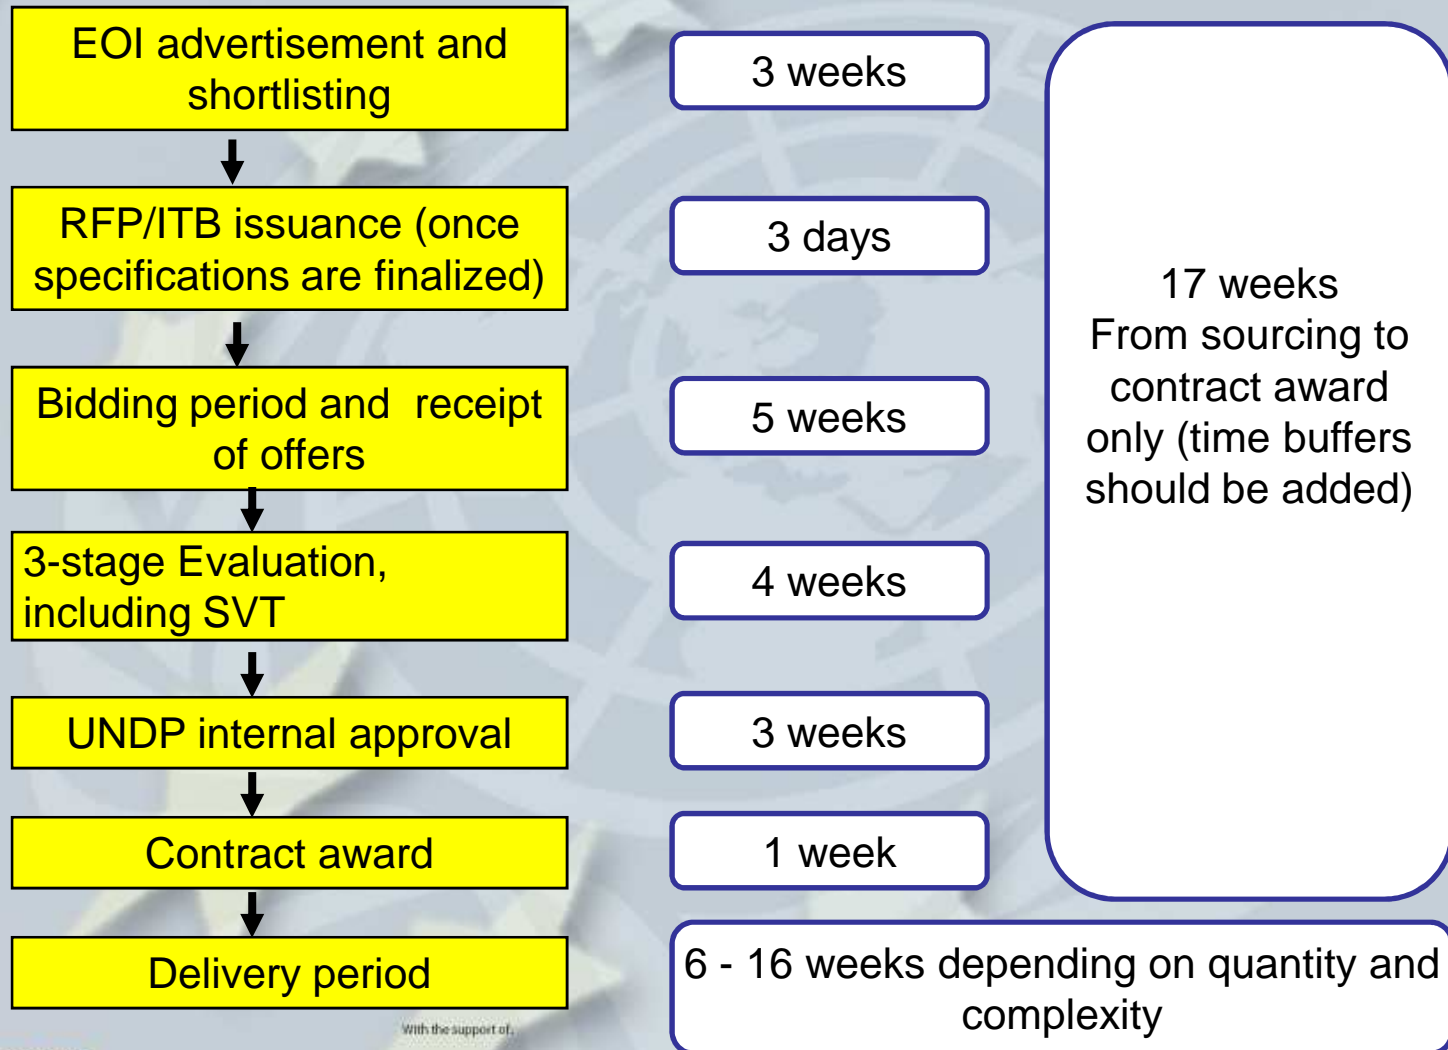 EOI advertisement and
shortlisting
3 weeks
RFP/ITB issuance (once
specifications are finalized)
3 days
Bidding period and receipt
of offers
5 weeks
3-stage Evaluation,
including SVT
4 weeks
UNDP internal approval
3 weeks
Contract award
1 week
17 weeks
From sourcing to
contract award
only (time buffers
should be added)
Delivery period
6 - 16 weeks depending on quantity and
complexity
With the support of: